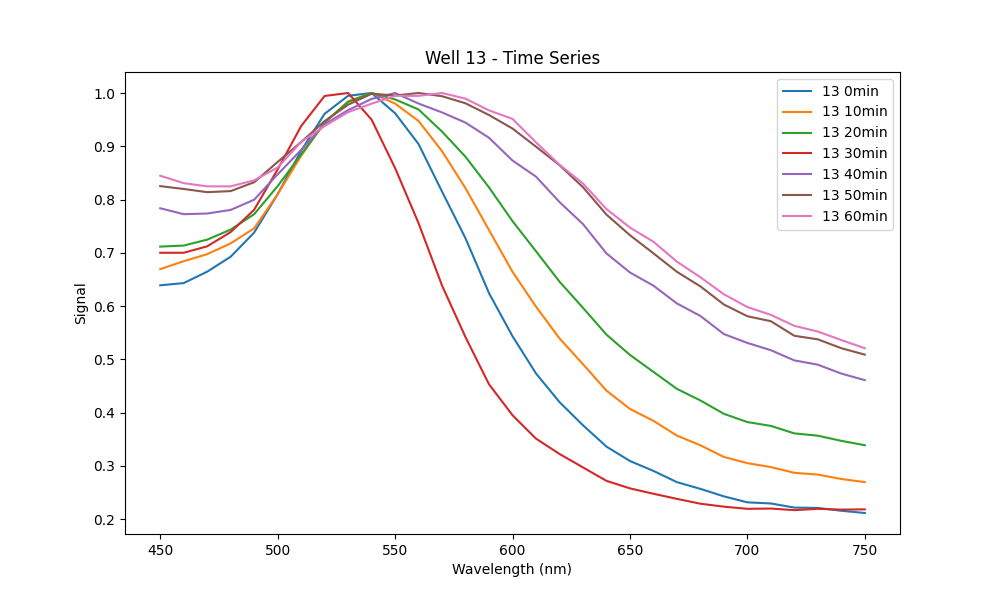 Well 13 - Time Series
Signal
1.0
0.9
0.8
0.7
0.6
0.5
0.4
0.3
0.2
13 0min
13 10min
13 20min
13 30min
13 40min
13 50min
13 60min
450 500 550 600 650 700 750
Wavelength (nm)